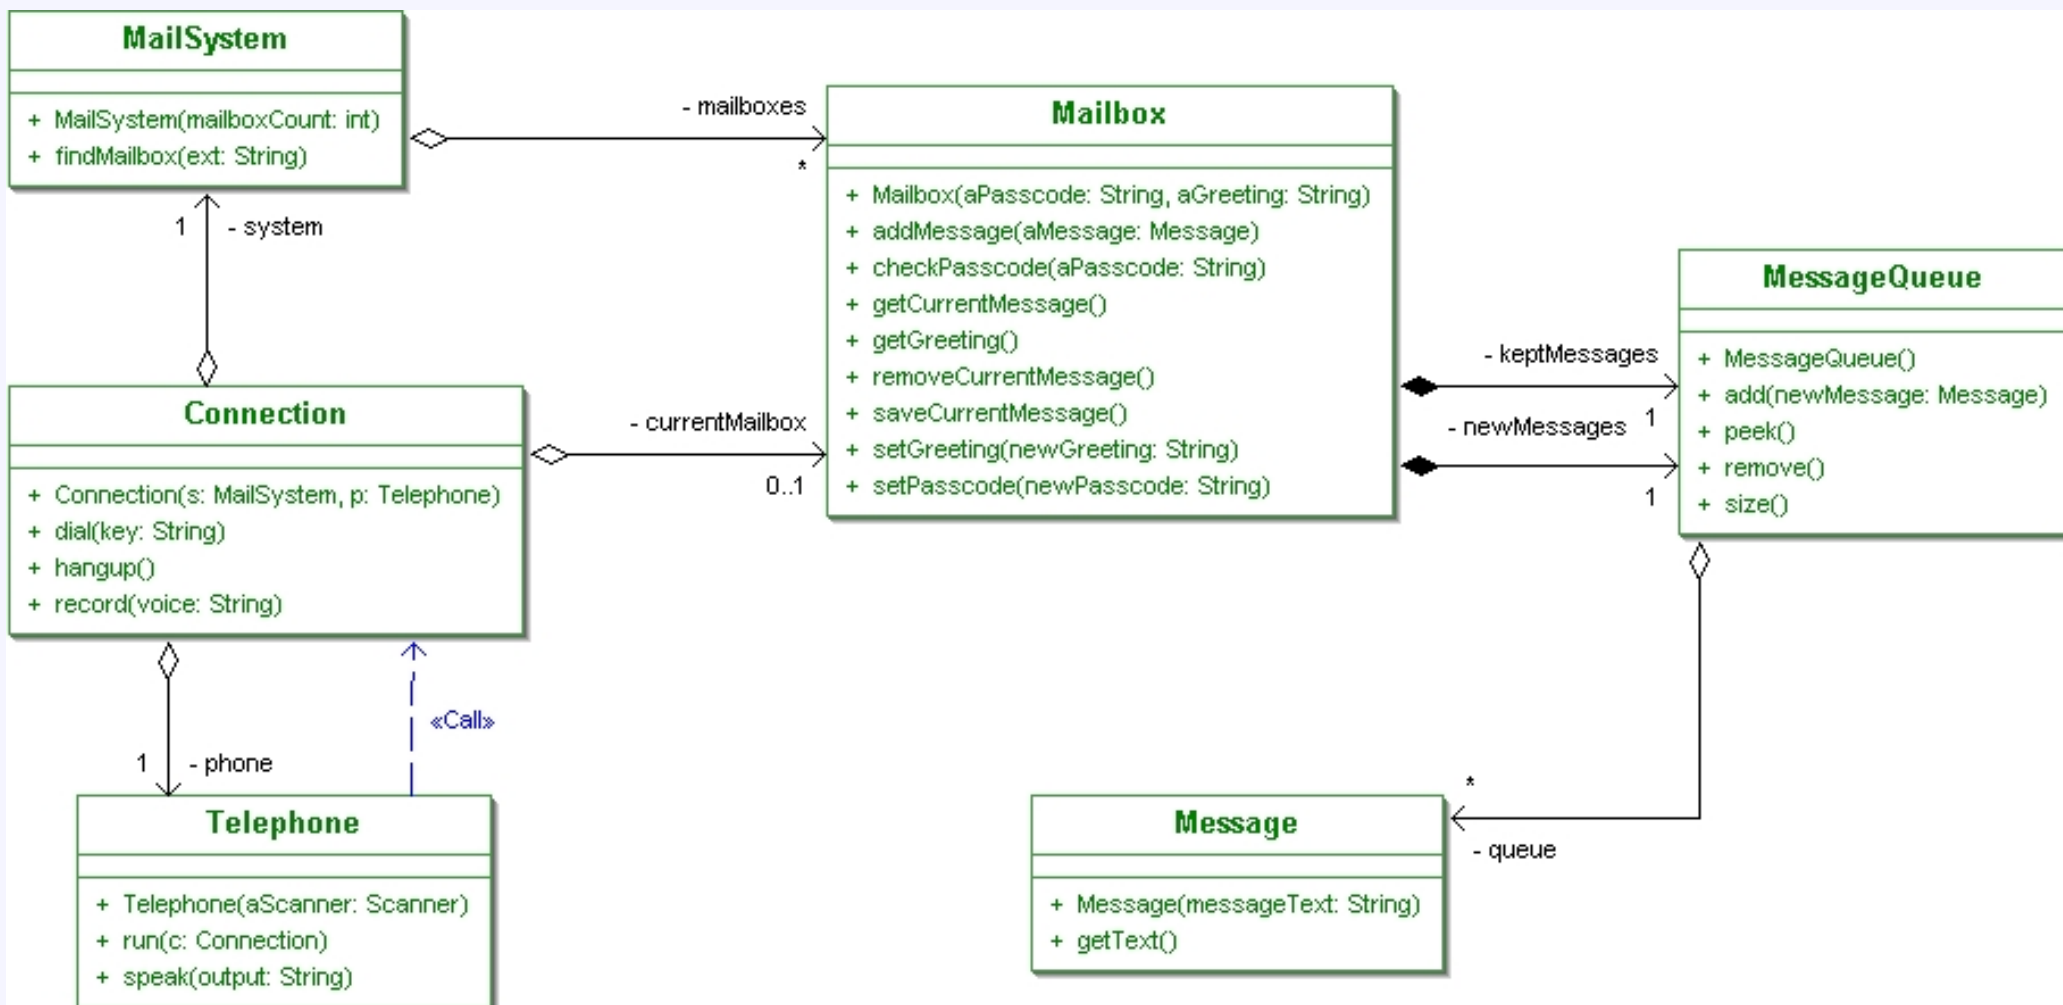 MailSystem
+ MailSystem(mailboxCount: int)
+ findMailbox(ext: String)
- mailboxes
*
1 - system
Mailbox
+ Mailbox(aPasscode: String, aGreeting: String)
+ addMessage(aMessage: Message)
+ checkPasscode(aPasscode: String)
+ getCurrentMessage()
+ getGreeting()
+ removeCurrentMessage()
+ saveCurrentMessage()
+ setGreeting(newGreeting: String)
+ setPasscode(newPasscode: String)
- keptMessages
1
- newMessages
1
MessageQueue
+ MessageQueue()
+ add(newMessage: Message)
+ peek()
+ remove()
+ size()
Connection
+ Connection(s: MailSystem, p: Telephone)
+ dial(key: String)
+ hangup()
+ record(voice: String)
- currentMailbox
0..1
«Call»
1 - phone
Telephone
+ Telephone(aScanner: Scanner)
+ run(c: Connection)
+ speak(output: String)
*
- queue
Message
+ Message(messageText: String)
+ getText()